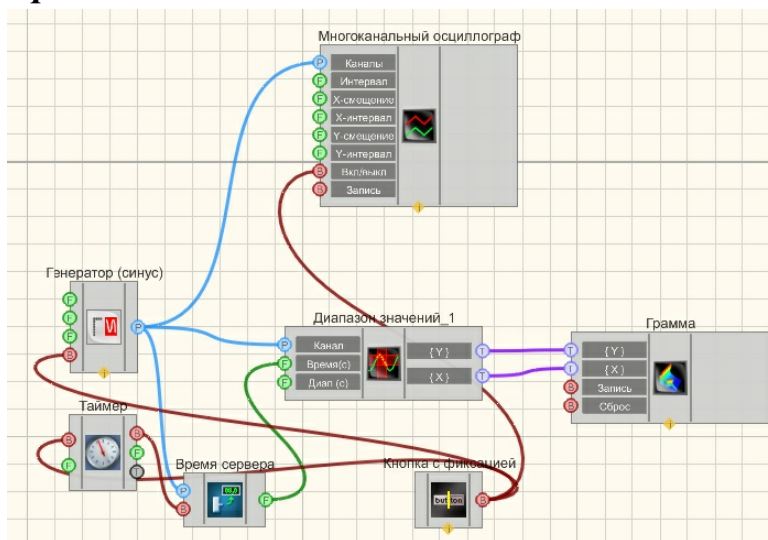 Многоканальный осциллограф
P Каналы
F Интервал
F X-смещение
F X-интервал
F Y-смещение
F Y-интервал
B Вкл/выкл
B Запись
Генератор (синус)
F
F
F
B
P
Диапазон значений_1
P Канал
F Время(с)
F Диап (с)
{ Y } T
{ X } T
Грамма
T { Y }
T { X }
B Запись
B Сброс
Таймер
B
F
B
F
T
Время сервера
P
B
F
Кнопка с фиксацией
button
B